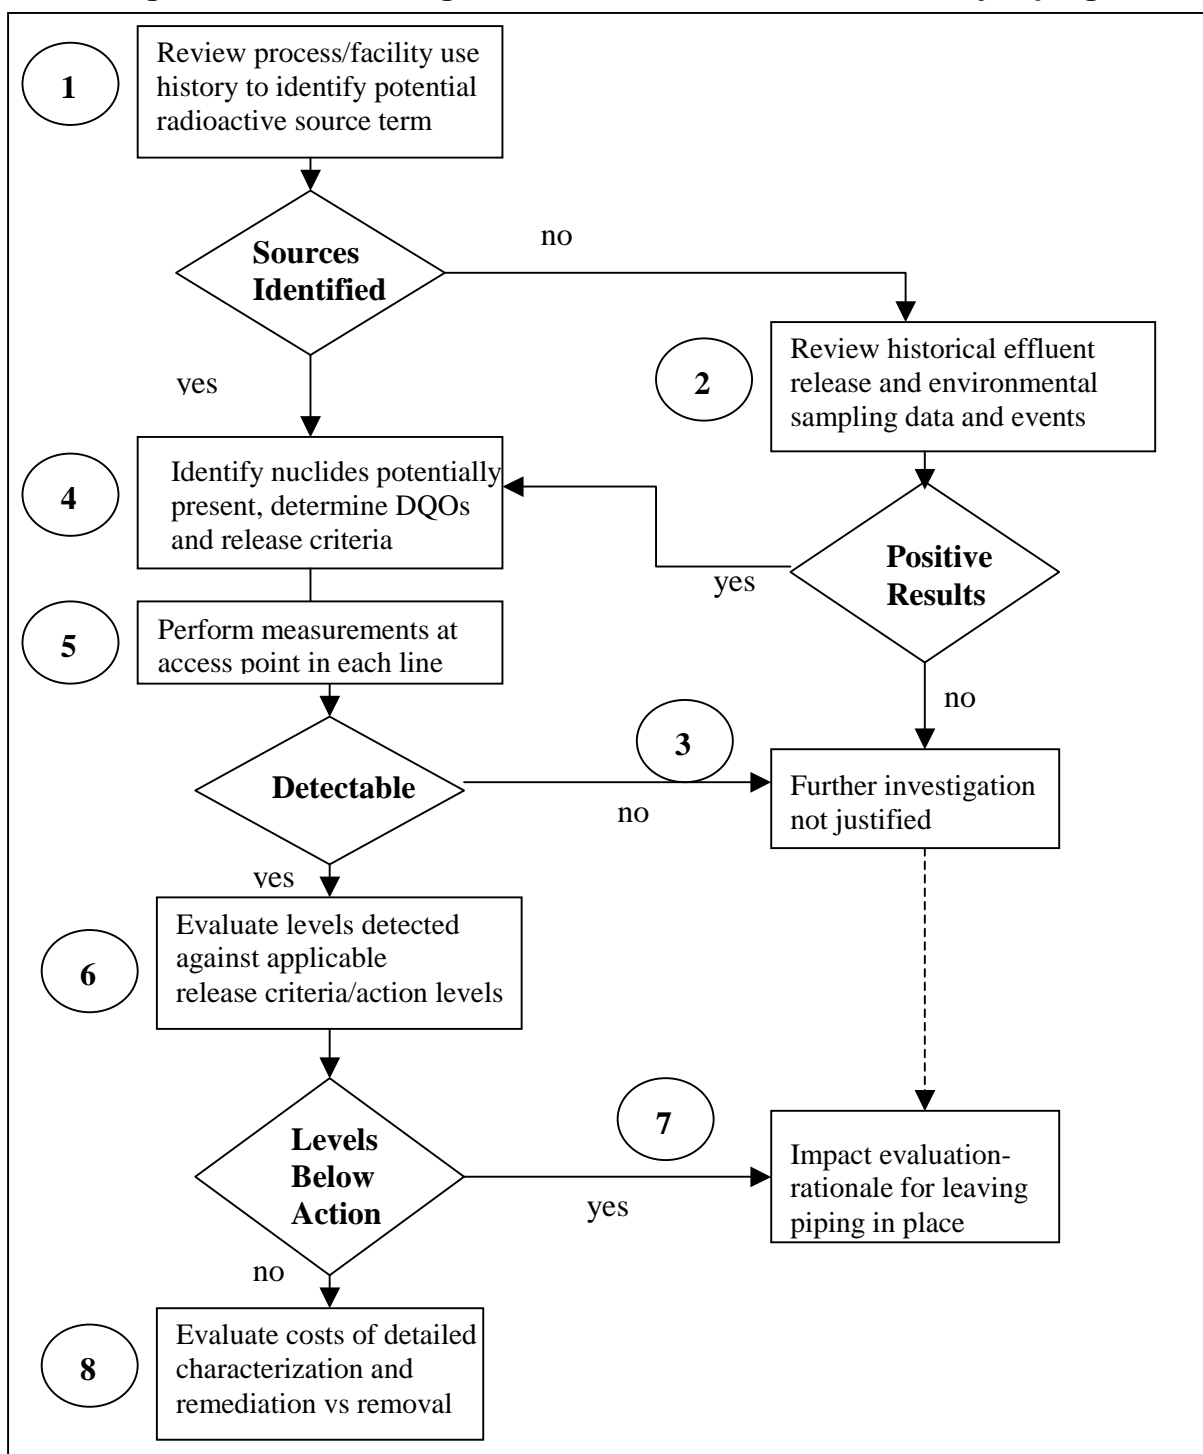 Review process/facility use
history to identify potential
radioactive source term
1
Sources
Identified
no
yes
Review historical effluent
release and environmental
sampling data and events
2
Identify nuclides potentially
present, determine DQOs
and release criteria
4
Positive
Results
yes
no
Perform measurements at
access point in each line
5
3
Detectable
no
Further investigation
not justified
yes
Evaluate levels detected
against applicable
release criteria/action levels
6
7
Levels
Below
Action
yes
Impact evaluation-
rationale for leaving
piping in place
no
Evaluate costs of detailed
characterization and
remediation vs removal
8